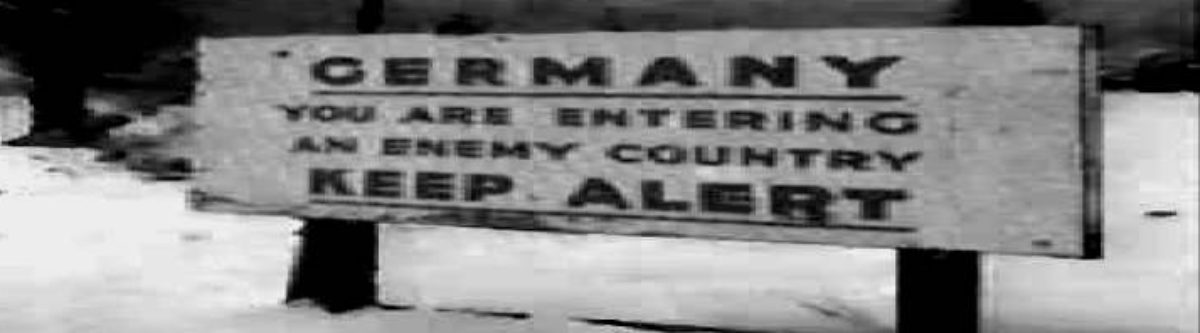 GERMANY
YOU ARE ENTERING
AN ENEMY COUNTRY
KEEP ALERT